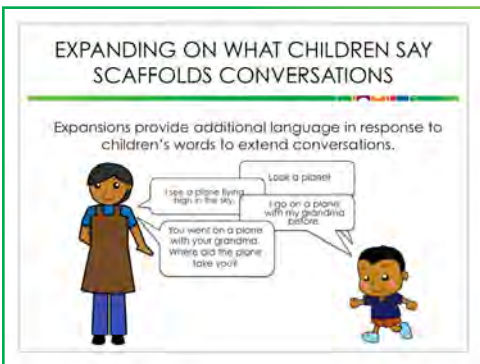 EXPANDING ON WHAT CHILDREN SAY
SCAFFOLDS CONVERSATIONS
Expansions provide additional language in response to
children's words to extend conversations.
Look a plane!
I see a plane flying
high in the sky.
I go on a plane
with my grandma
before.
You went on a plane
with your grandma.
Where did the plane
take you?